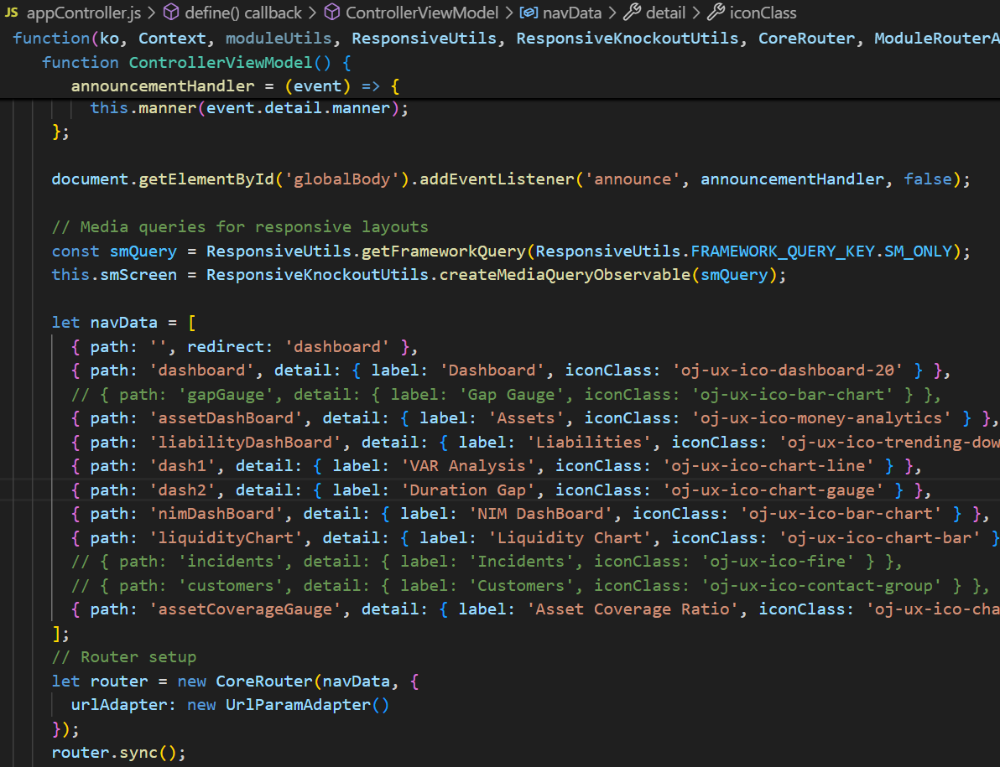 JS appController.js > define() callback > ControllerViewModel > navData > detail > iconClass
function(ko, Context, moduleUtils, ResponsiveUtils, ResponsiveKnockoutUtils, CoreRouter, ModuleRouterA
function ControllerViewModel() {
announcementHandler = (event) => {
this.manner(event.detail.manner);
};
document.getElementById('globalBody').addEventListener('announce', announcementHandler, false);
// Media queries for responsive layouts
const smQuery = ResponsiveUtils.getFrameworkQuery(ResponsiveUtils.FRAMEWORK_QUERY_KEY.SM_ONLY);
this.smScreen = ResponsiveKnockoutUtils.createMediaQueryObservable(smQuery);
let navData = [
{ path: '', redirect: 'dashboard' },
{ path: 'dashboard', detail: { label: 'Dashboard', iconClass: 'oj-ux-ico-dashboard-20' } },
// { path: 'gapGauge', detail: { label: 'Gap Gauge', iconClass: 'oj-ux-ico-bar-chart' } },
{ path: 'assetDashBoard', detail: { label: 'Assets', iconClass: 'oj-ux-ico-money-analytics' } },
{ path: 'liabilityDashBoard', detail: { label: 'Liabilities', iconClass: 'oj-ux-ico-trending-dow
{ path: 'dash1', detail: { label: 'VAR Analysis', iconClass: 'oj-ux-ico-chart-line' } },
{ path: 'dash2', detail: { label: 'Duration Gap', iconClass: 'oj-ux-ico-chart-gauge' } },
{ path: 'nimDashBoard', detail: { label: 'NIM DashBoard', iconClass: 'oj-ux-ico-bar-chart' } },
{ path: 'liquidityChart', detail: { label: 'Liquidity Chart', iconClass: 'oj-ux-ico-chart-bar' }
// { path: 'incidents', detail: { label: 'Incidents', iconClass: 'oj-ux-ico-fire' } },
// { path: 'customers', detail: { label: 'Customers', iconClass: 'oj-ux-ico-contact-group' } },
{ path: 'assetCoverageGauge', detail: { label: 'Asset Coverage Ratio', iconClass: 'oj-ux-ico-cha
];
// Router setup
let router = new CoreRouter(navData, {
urlAdapter: new UrlParamAdapter()
});
router.sync();